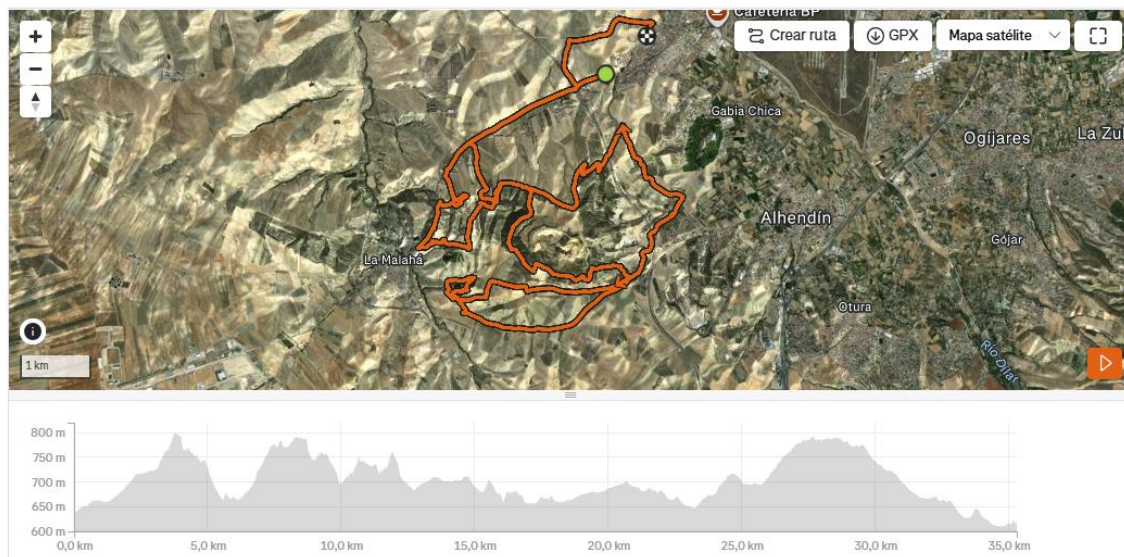 Cafetería BP
+
Crear ruta
GPX
Mapa satélite
−
Gabia Chica
Ogíjares
La Zub
Alhendín
Gójar
La Malahá
Otura
1 km
Río Dílar
800 m
750 m
700 m
650 m
600 m
0,0 km
5,0 km
10,0 km
15,0 km
20,0 km
25,0 km
30,0 km
35,0 km